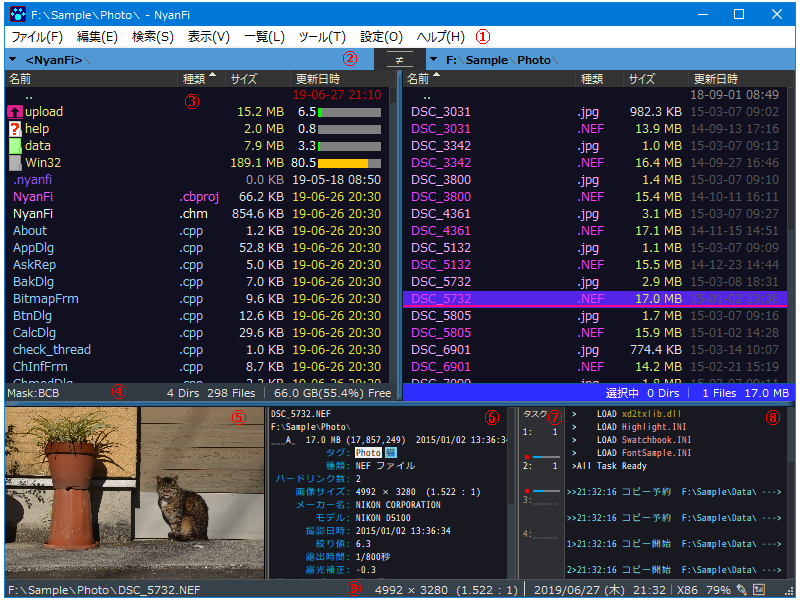 F:\Sample\Photo\ - NyanFi
ファイル(F) 編集(E) 検索(S) 表示(V) 一覧(L) ツール(T) 設定(O) ヘルプ(H) ①
<NyanFi>\ ② ≠ F:\Sample\Photo\
名前 種類 サイズ 更新日時 名前 種類 サイズ 更新日時
.. ③ 19-06-27 21:10 .. 18-09-01 08:49
upload 15.2 MB 6.5 DSC_3031 .jpg 982.3 KB 15-03-07 09:02
help 2.0 MB 0.8 DSC_3031 .NEF 13.9 MB 14-09-13 17:16
data 7.9 MB 3.3 DSC_3342 .jpg 1.0 MB 15-03-07 09:13
Win32 189.1 MB 80.5 DSC_3342 .NEF 16.4 MB 14-09-27 16:46
.nyanfi 0.0 KB 19-05-18 08:50 DSC_3800 .jpg 1.4 MB 15-03-07 09:10
NyanFi .cbproj 66.2 KB 19-06-26 20:30 DSC_3800 .NEF 15.4 MB 14-10-11 16:11
NyanFi .chm 854.6 KB 19-06-26 20:30 DSC_4361 .jpg 3.1 MB 15-03-07 09:27
About .cpp 1.2 KB 19-06-26 20:30 DSC_4361 .NEF 17.1 MB 14-11-15 14:51
AppDlg .cpp 52.8 KB 19-06-26 20:30 DSC_5132 .jpg 1.1 MB 15-03-07 09:09
AskRep .cpp 5.0 KB 19-06-26 20:30 DSC_5132 .NEF 15.5 MB 14-12-23 14:44
BakDlg .cpp 7.0 KB 19-06-26 20:30 DSC_5732 .jpg 2.9 MB 15-03-08 18:31
BitmapFrm .cpp 9.6 KB 19-06-26 20:30 DSC_5732 .NEF 17.0 MB 15-01-02 13:36
BtnDlg .cpp 12.6 KB 19-06-26 20:30 DSC_5805 .jpg 1.7 MB 15-03-07 09:16
CalcDlg .cpp 29.6 KB 19-06-26 20:30 DSC_5805 .NEF 15.9 MB 15-01-02 14:28
check_thread .cpp 1.0 KB 19-06-26 20:30 DSC_6901 .jpg 774.4 KB 15-03-14 10:07
ChInfFrm .cpp 8.7 KB 19-06-26 20:30 DSC_6901 .NEF 14.2 MB 15-02-21 15:19
Mask:BCB ④ 4 Dirs 298 Files 66.0 GB(55.4%) Free 選択中 0 Dirs 1 Files 17.0 MB
⑤
DSC_5732.NEF ⑥
F:\Sample\Photo\
___A_ 17.0 MB (17,857,249) 2015/01/02 13:36:34
タグ: Photo 猫
種類: NEF ファイル
ハードリンク数: 2
画像サイズ: 4992 × 3280 (1.522 : 1)
メーカー名: NIKON CORPORATION
モデル: NIKON D5100
撮影日時: 2015/01/02 13:36:34
絞り値: 6.3
露出時間: 1/800秒
露光補正: -0.3
タスク ⑦
1: 1
2: 1
3:_____
4:_____
> LOAD xd2txlib.dll ⑧
> LOAD Highlight.INI
> LOAD Swatchbook.INI
> LOAD FontSample.INI
>All Task Ready
>>21:32:16 コピー予約 F:\Sample\Data\ --->
>>21:32:16 コピー予約 F:\Sample\Data\ --->
1>21:32:16 コピー開始 F:\Sample\Data\ --->
2>21:32:16 コピー開始 F:\Sample\Data\ --->
F:\Sample\Photo\DSC_5732.NEF ⑨ 4992 × 3280 (1.522 : 1) 2019/06/27 (木) 21:32 X86 79%